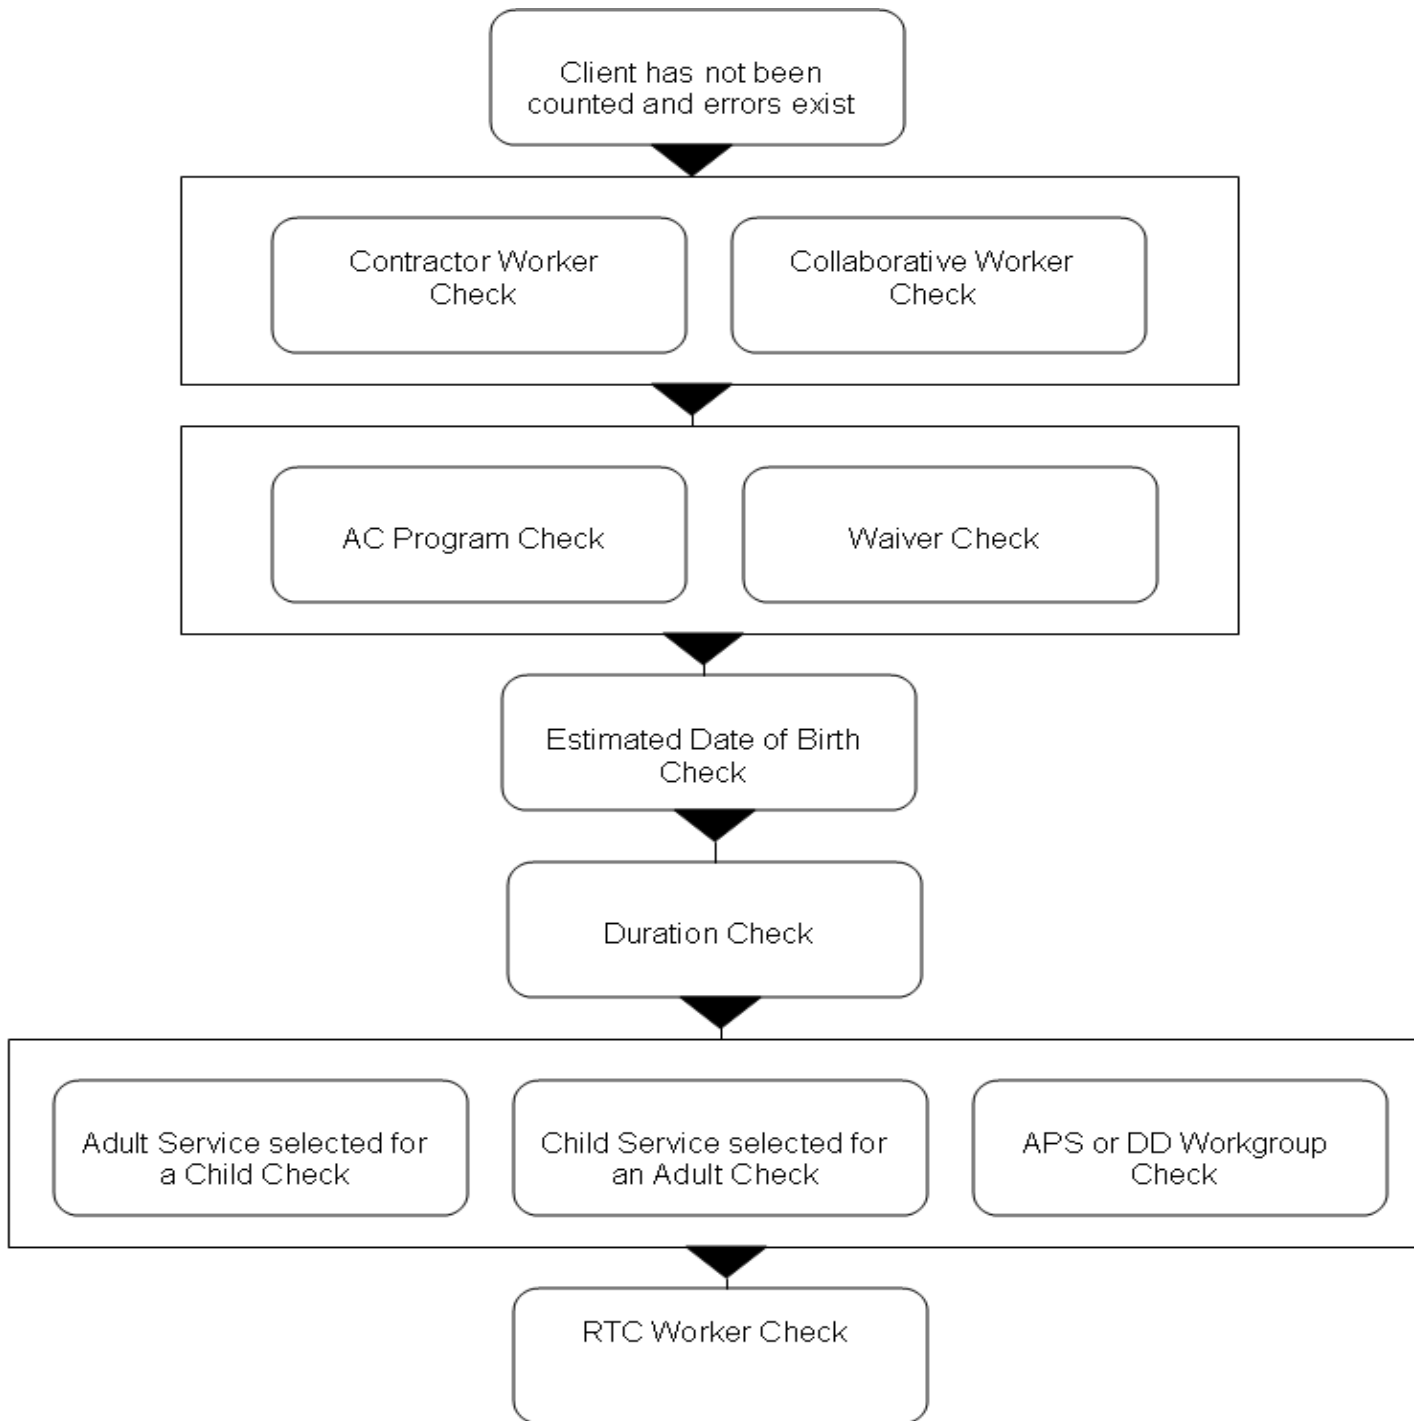 Client has not been
counted and errors exist
Contractor Worker
Check
Collaborative Worker
Check
AC Program Check
Waiver Check
Estimated Date of Birth
Check
Duration Check
Adult Service selected for
a Child Check
Child Service selected for
an Adult Check
APS or DD Workgroup
Check
RTC Worker Check